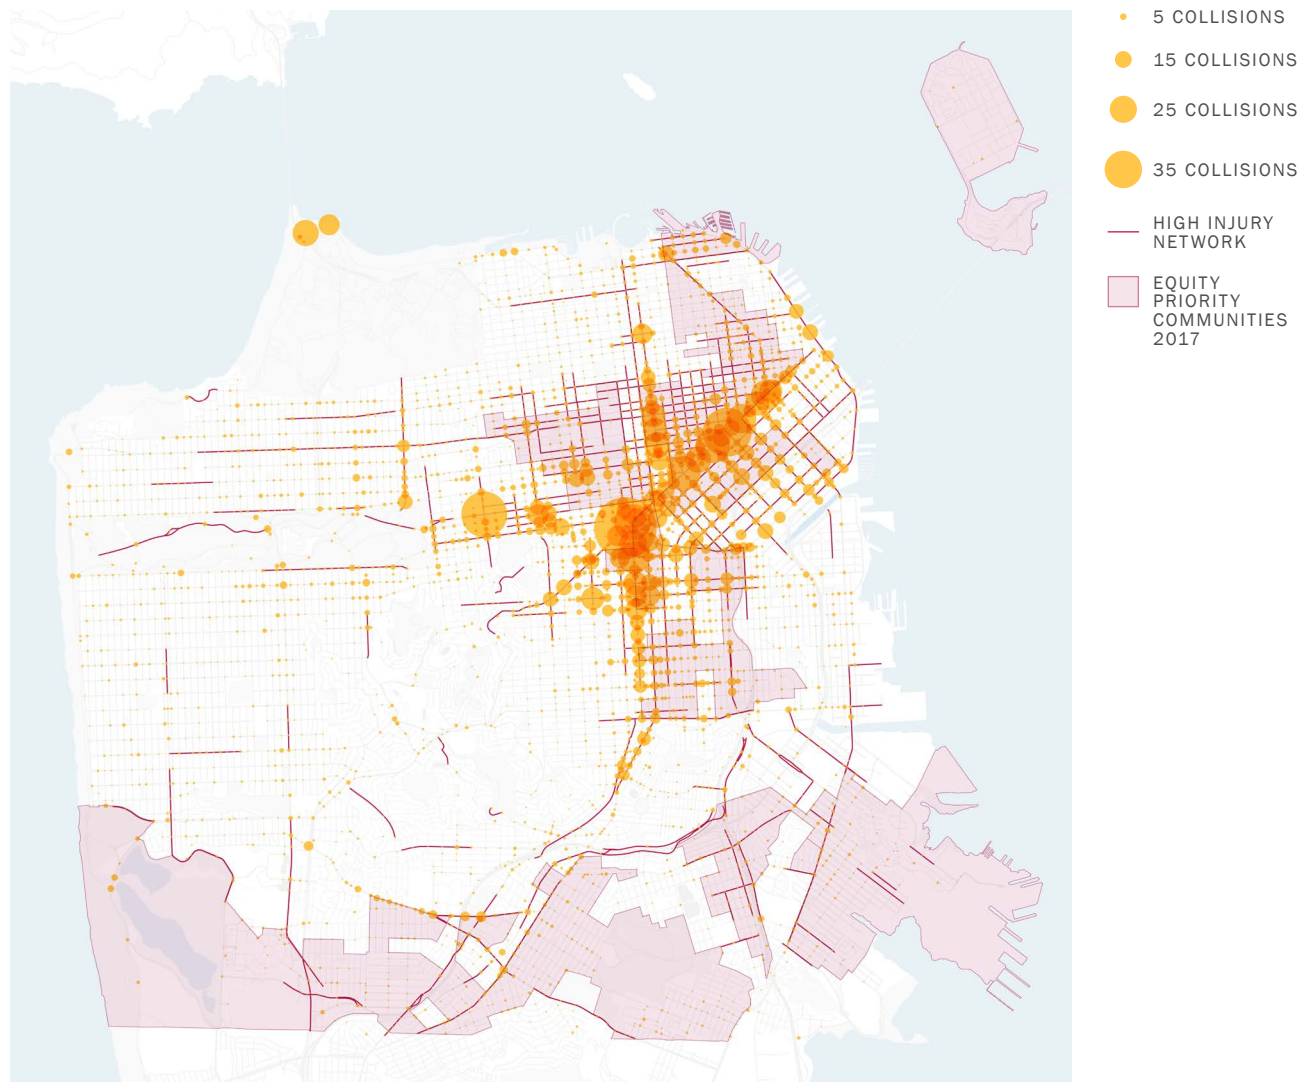 5 COLLISIONS
15 COLLISIONS
25 COLLISIONS
35 COLLISIONS
HIGH INJURY
NETWORK
EQUITY
PRIORITY
COMMUNITIES
2017